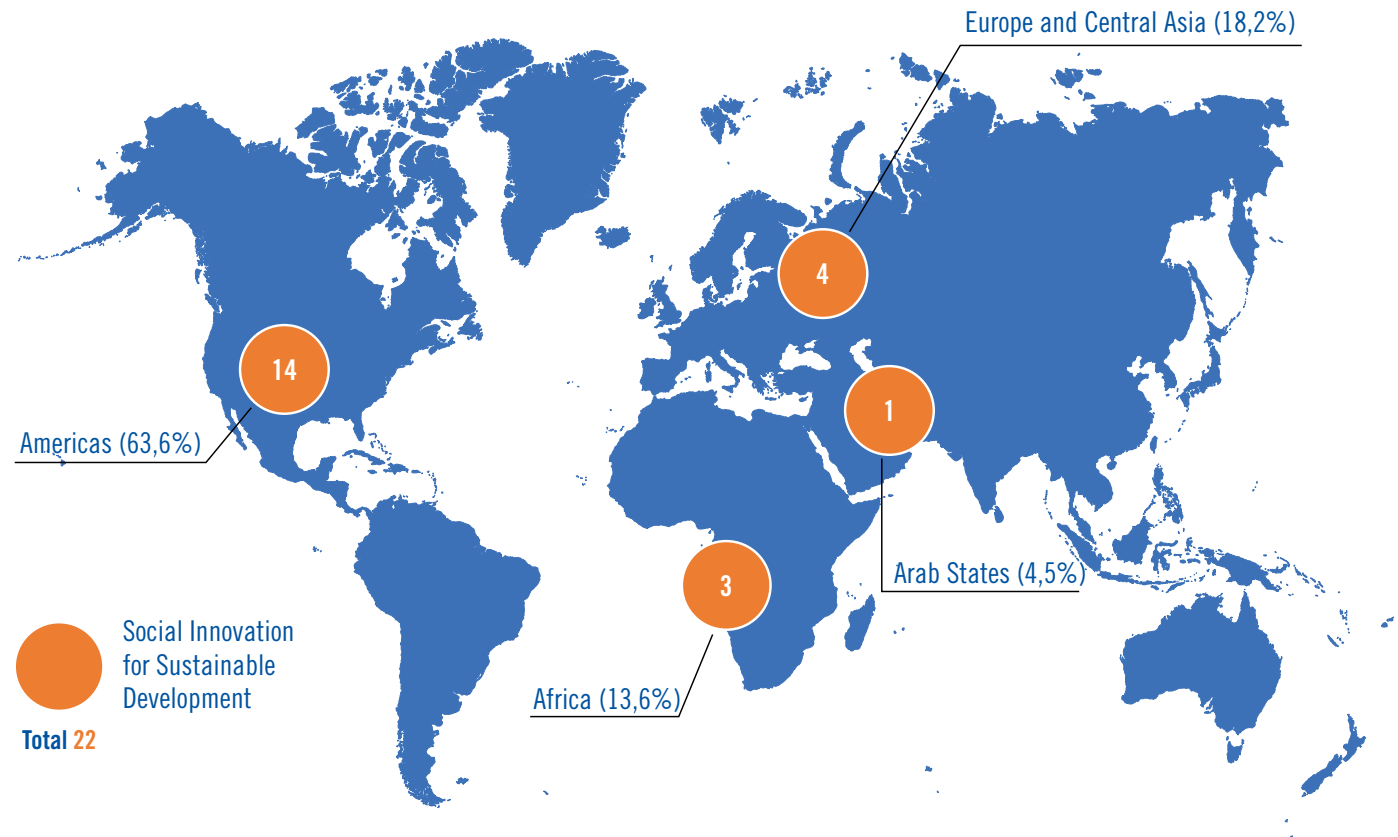 Europe and Central Asia (18,2%)
4
14
1
Americas (63,6%)
Arab States (4,5%)
3
Social Innovation
for Sustainable
Development
Africa (13,6%)
Total 22